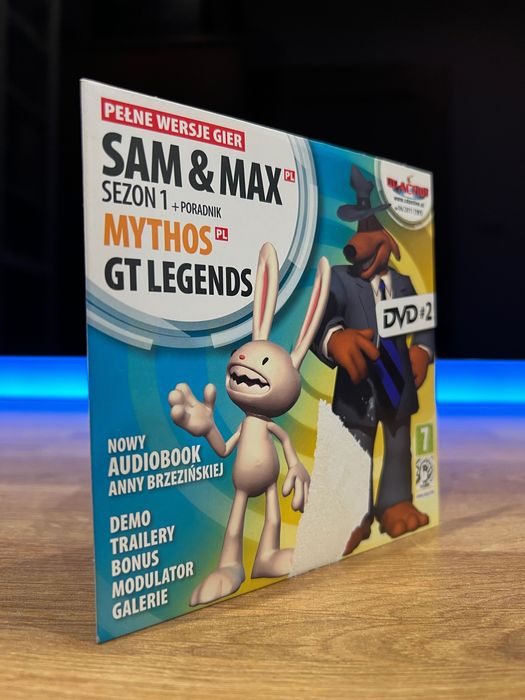 PEŁNE WERSJE GIER
SAM & MAX PL
SEZON 1 + PORADNIK
MYTHOS PL
GT LEGENDS
DVD #2
NOWY
AUDIOBOOK
ANNY BRZEZIŃSKIEJ
DEMO
TRAILERY
BONUS
MODULATOR
GALERIE
7